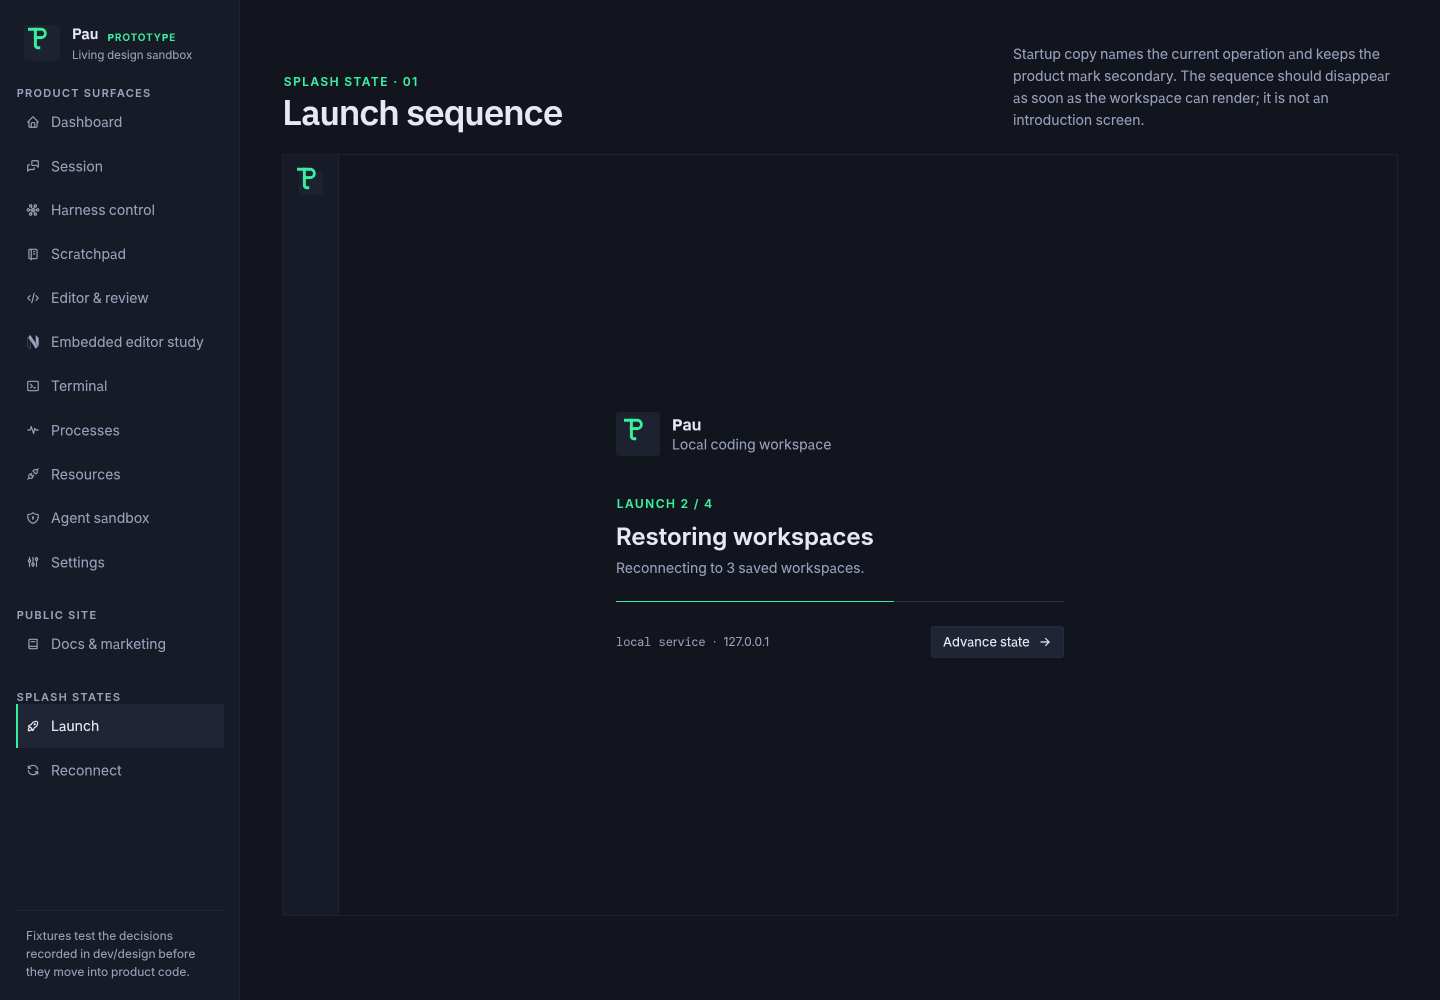 Pau PROTOTYPE
Living design sandbox
PRODUCT SURFACES
Dashboard
Session
Harness control
Scratchpad
Editor & review
Embedded editor study
Terminal
Processes
Resources
Agent sandbox
Settings
PUBLIC SITE
Docs & marketing
SPLASH STATES
Launch
Reconnect
Fixtures test the decisions
recorded in dev/design before
they move into product code.
SPLASH STATE · 01
Launch sequence
Startup copy names the current operation and keeps the
product mark secondary. The sequence should disappear
as soon as the workspace can render; it is not an
introduction screen.
Pau
Local coding workspace
LAUNCH 2 / 4
Restoring workspaces
Reconnecting to 3 saved workspaces.
local service · 127.0.0.1
Advance state →